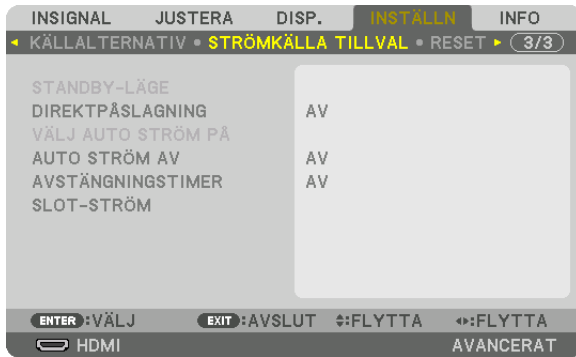 INSIGNAL JUSTERA DISP. INSTÄLLN INFO
KÄLLALTERNATIV • STRÖMKÄLLA TILLVAL • RESET 3/3
STANDBY-LÄGE
DIREKTPÅSLAGNING AV
VÄLJ AUTO STRÖM PÅ
AUTO STRÖM AV AV
AVSTÄNGNINGSTIMER AV
SLOT-STRÖM
ENTER :VÄLJ EXIT :AVSLUT :FLYTTA :FLYTTA
HDMI AVANCERAT